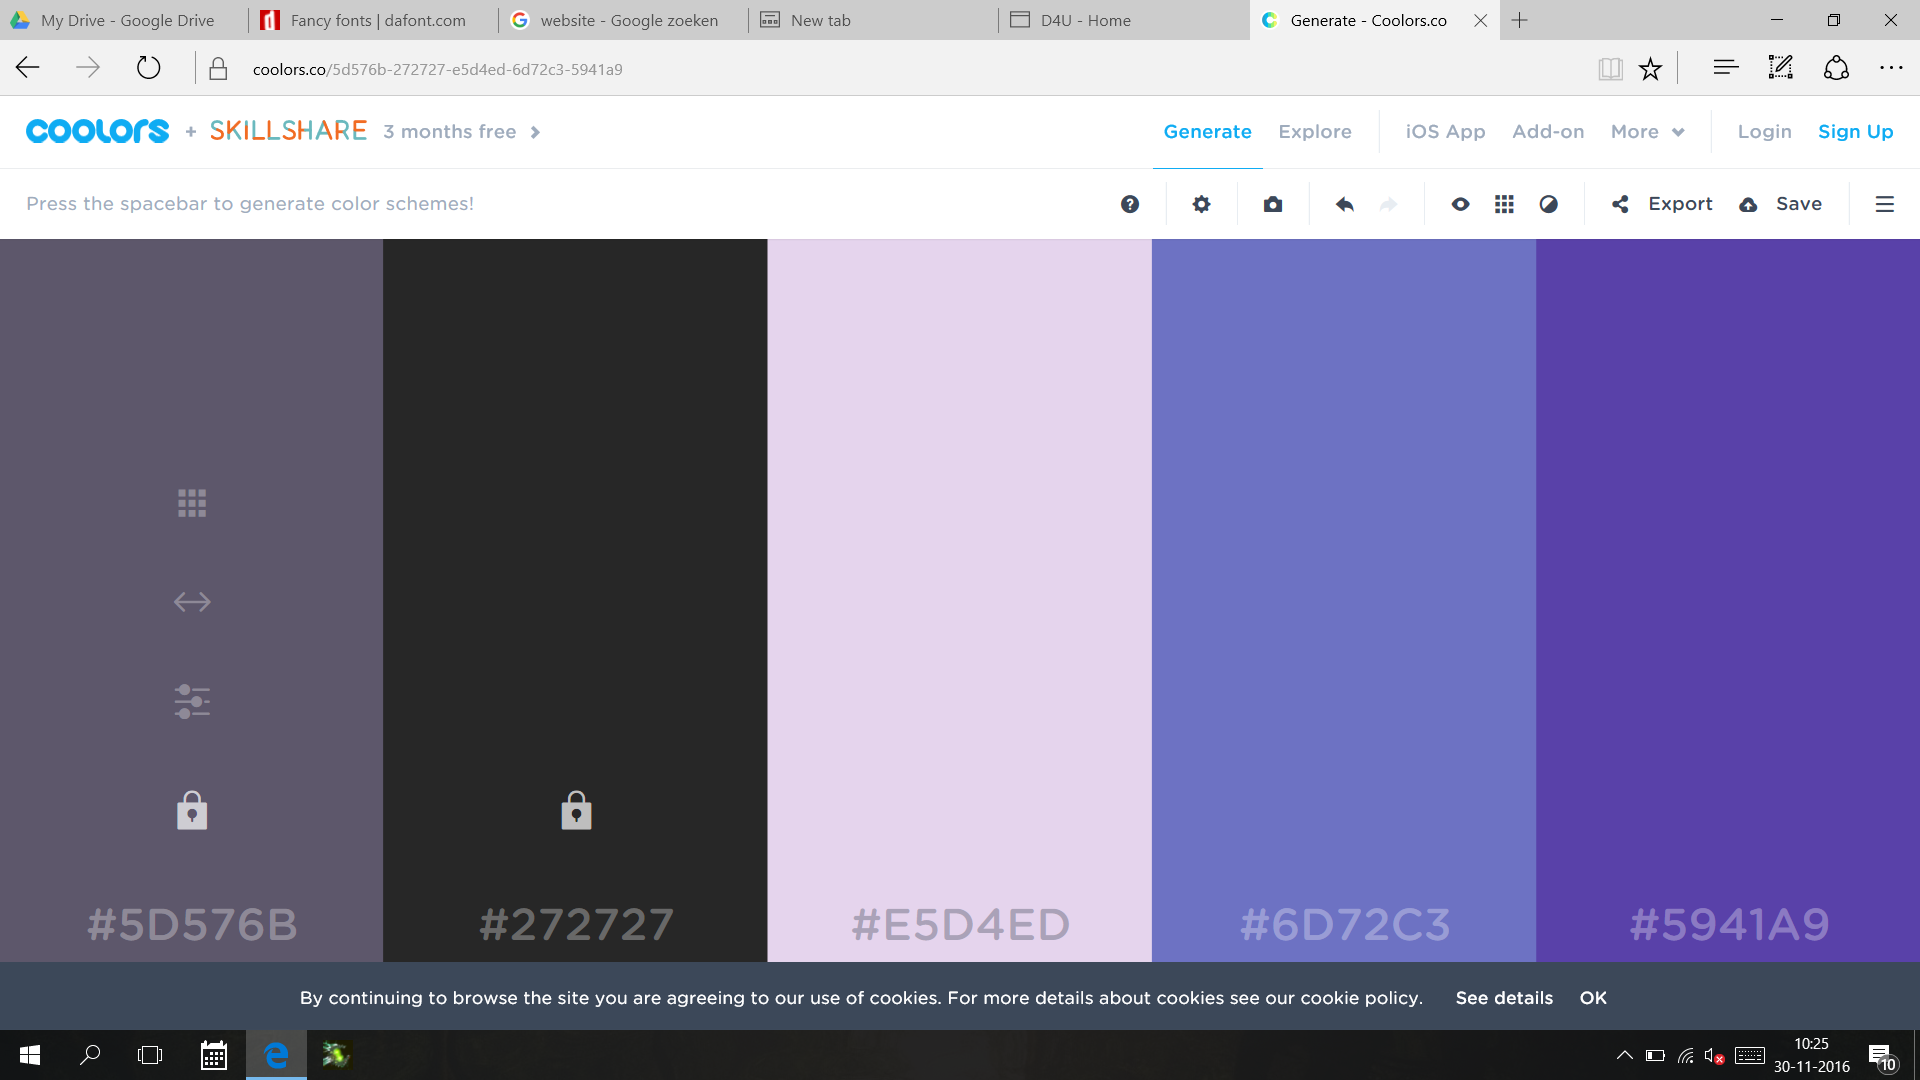 My Drive - Google Drive
Fancy fonts | dafont.com
website - Google zoeken
New tab
D4U - Home
Generate - Coolors.co
coolors.co/5d576b-272727-e5d4ed-6d72c3-5941a9
coolors + SKILLSHARE 3 months free
Generate Explore iOS App Add-on More Login Sign Up
Press the spacebar to generate color schemes!
Export Save
#5D576B
#272727
#E5D4ED
#6D72C3
#5941A9
By continuing to browse the site you are agreeing to our use of cookies. For more details about cookies see our cookie policy. See details OK
10:25
30-11-2016
10